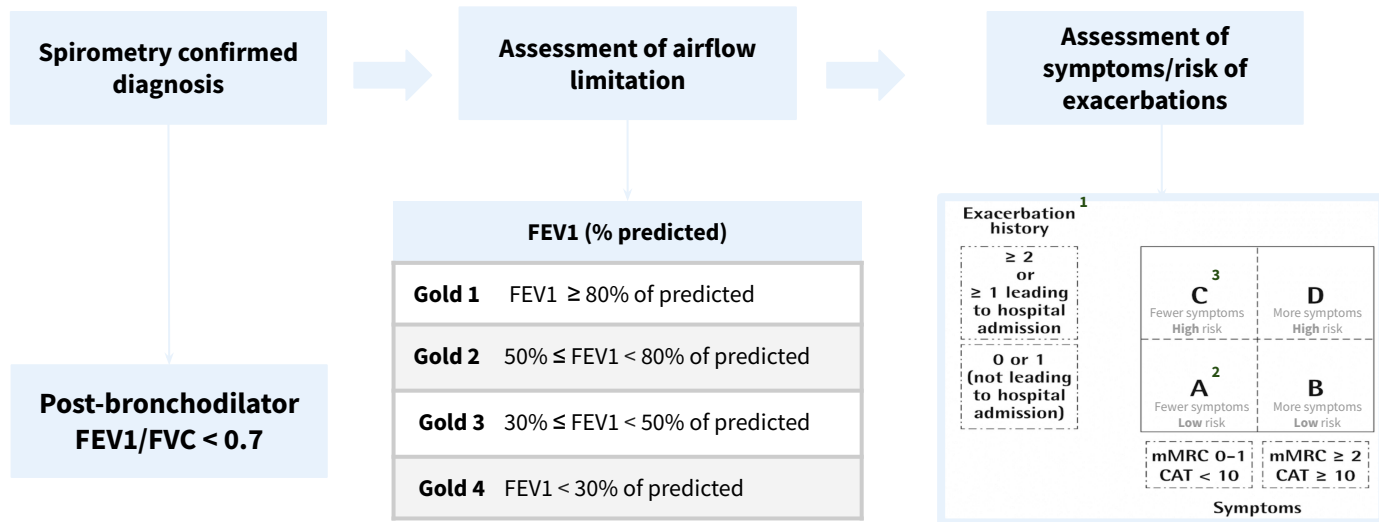 Spirometry confirmed
diagnosis
Assessment of airflow
limitation
Assessment of
symptoms/risk of
exacerbations
Post-bronchodilator
FEV1/FVC < 0.7
FEV1 (% predicted)
Gold 1 FEV1 ≥ 80% of predicted
Gold 2 50% ≤ FEV1 < 80% of predicted
Gold 3 30% ≤ FEV1 < 50% of predicted
Gold 4 FEV1 < 30% of predicted
Exacerbation 1
history
≥ 2
or
≥ 1 leading
to hospital
admission
0 or 1
(not leading
to hospital
admission)
C 3
Fewer symptoms
High risk
D
More symptoms
High risk
A 2
Fewer symptoms
Low risk
B
More symptoms
Low risk
mMRC 0–1
CAT < 10
mMRC ≥ 2
CAT ≥ 10
Symptoms